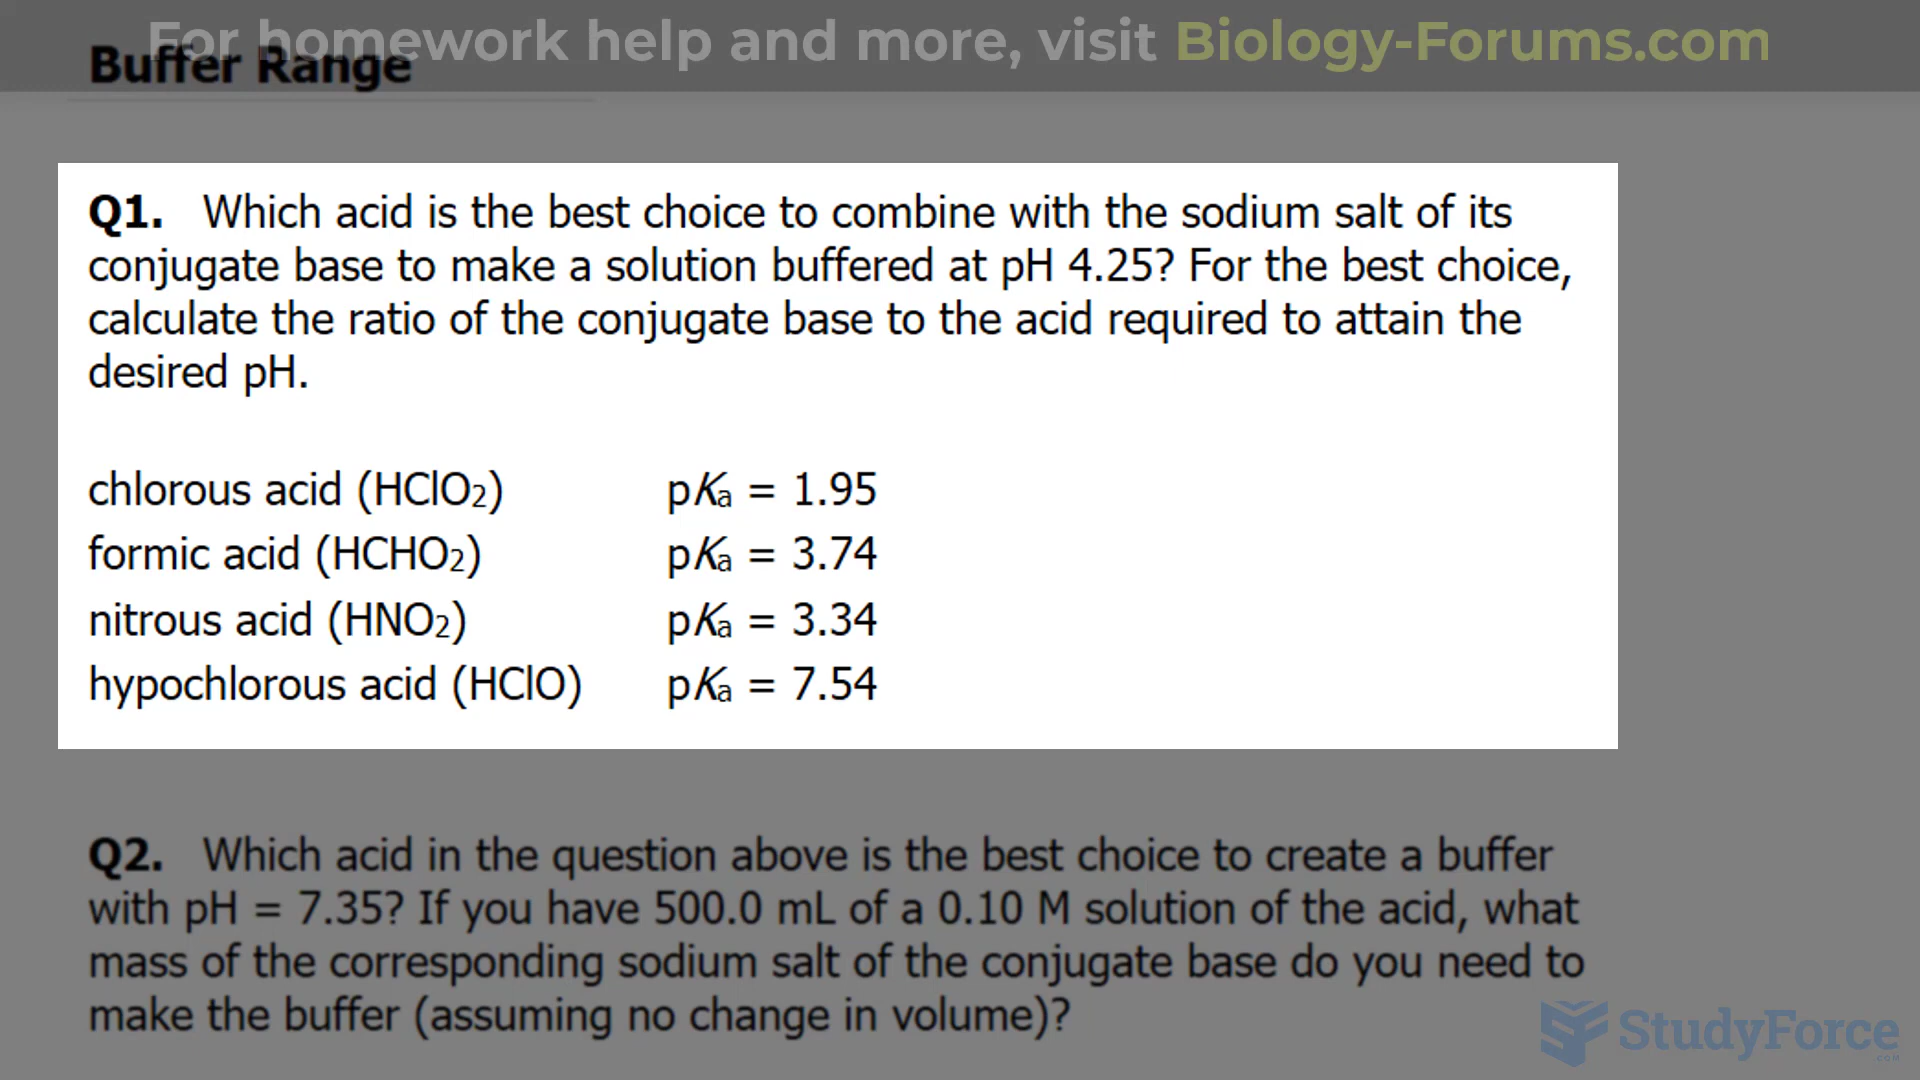 For homework help and more, visit Biology-Forums.com
Buffer Range
Q1. Which acid is the best choice to combine with the sodium salt of its
conjugate base to make a solution buffered at pH 4.25? For the best choice,
calculate the ratio of the conjugate base to the acid required to attain the
desired pH.
chlorous acid (HClO₂) pKₐ = 1.95
formic acid (HCHO₂) pKₐ = 3.74
nitrous acid (HNO₂) pKₐ = 3.34
hypochlorous acid (HClO) pKₐ = 7.54
Q2. Which acid in the question above is the best choice to create a buffer
with pH = 7.35? If you have 500.0 mL of a 0.10 M solution of the acid, what
mass of the corresponding sodium salt of the conjugate base do you need to
make the buffer (assuming no change in volume)?
StudyForce
.COM